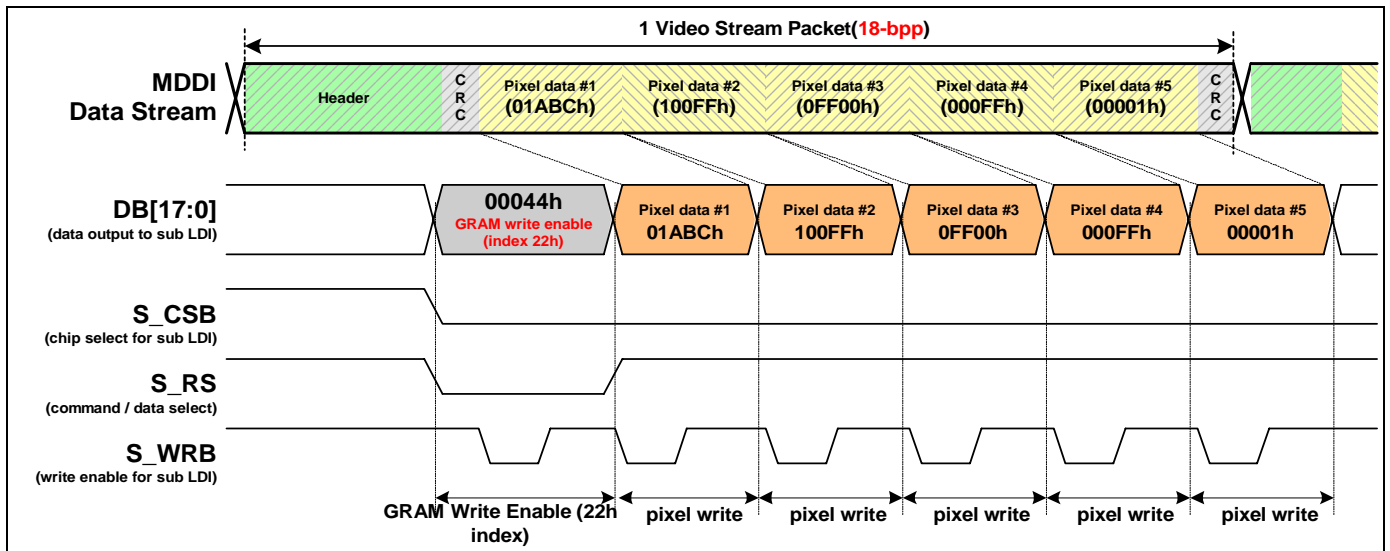 1 Video Stream Packet(18-bpp)
MDDI
Data Stream
Header
C
R
C
Pixel data #1
(01ABCh)
Pixel data #2
(100FFh)
Pixel data #3
(0FF00h)
Pixel data #4
(000FFh)
Pixel data #5
(00001h)
C
R
C
DB[17:0]
(data output to sub LDI)
00044h
GRAM write enable
(index 22h)
Pixel data #1
01ABCh
Pixel data #2
100FFh
Pixel data #3
0FF00h
Pixel data #4
000FFh
Pixel data #5
00001h
S_CSB
(chip select for sub LDI)
S_RS
(command / data select)
S_WRB
(write enable for sub LDI)
GRAM Write Enable (22h
index)
pixel write
pixel write
pixel write
pixel write
pixel write